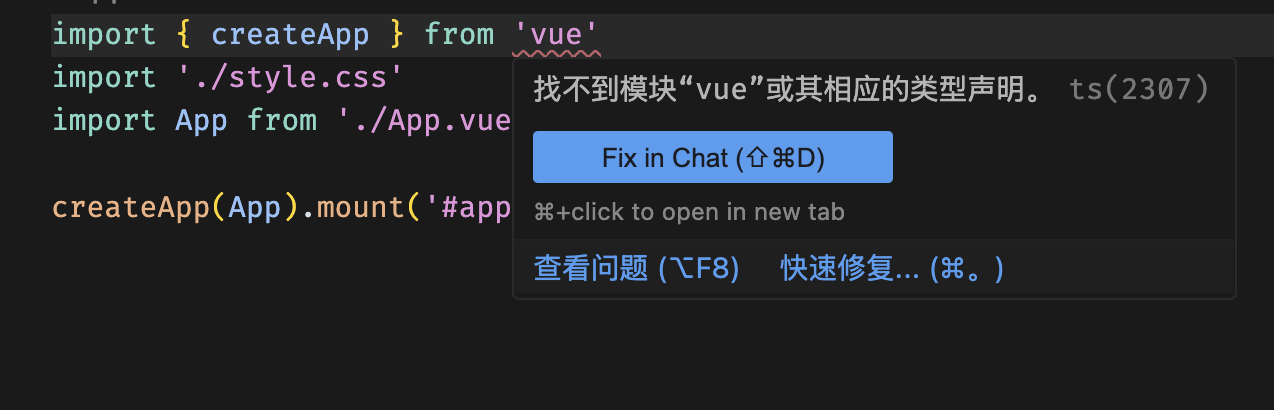 import { createApp } from 'vue'
import './style.css'
import App from './App.vue
createApp(App).mount('#app
找不到模块“vue”或其相应的类型声明。 ts(2307)
Fix in Chat (⇧⌘D)
⌘+click to open in new tab
查看问题 (⌥F8) 快速修复... (⌘。)